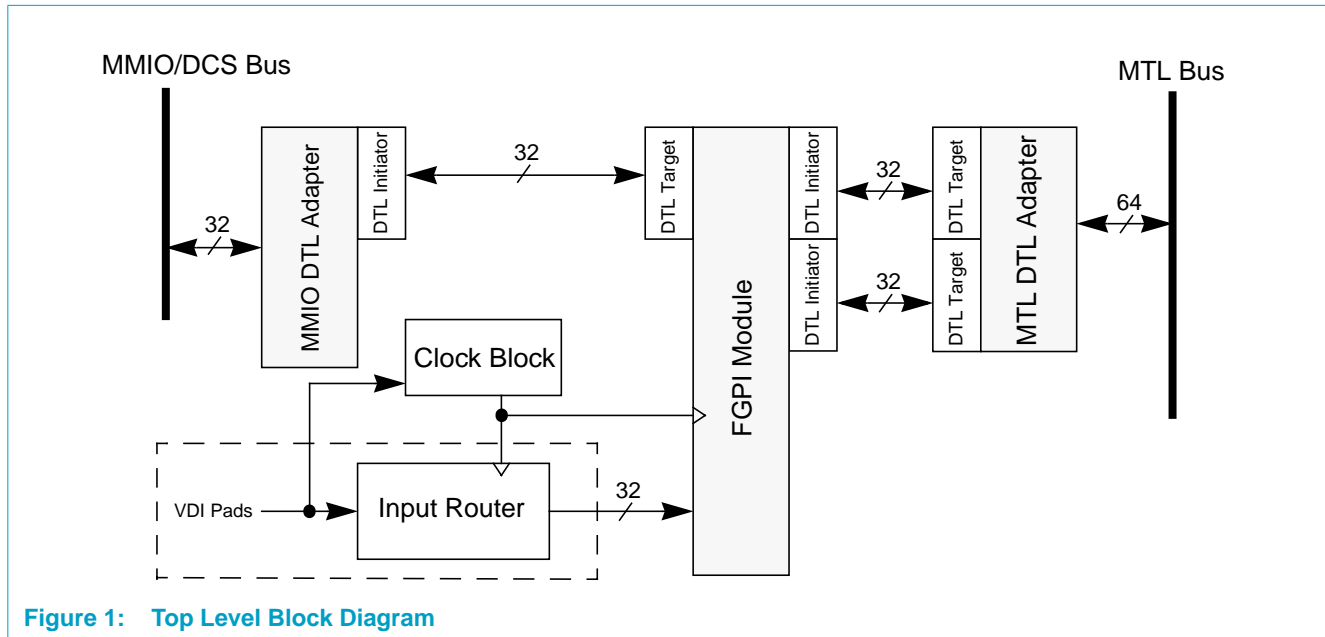 MMIO/DCS Bus
MTL Bus
32
MMIO DTL Adapter
DTL Initiator
32
DTL Target
FGPI Module
DTL Initiator
DTL Initiator
32
32
DTL Target
DTL Target
MTL DTL Adapter
64
Clock Block
VDI Pads
Input Router
32
Figure 1: Top Level Block Diagram